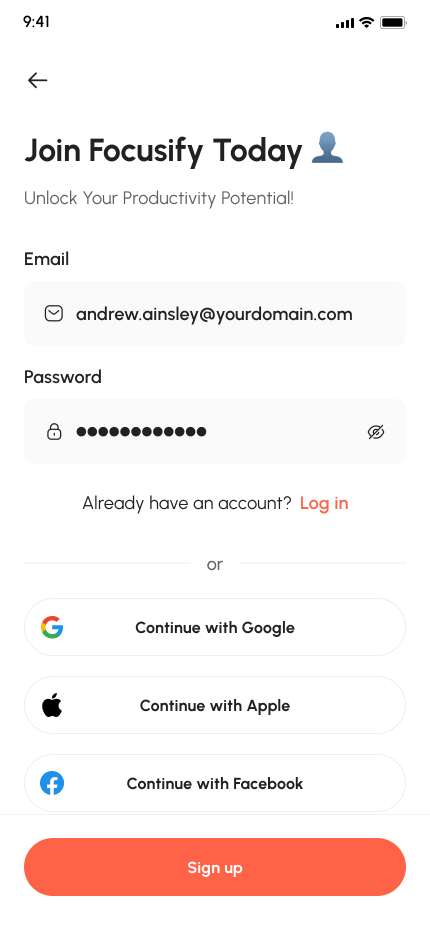 9:41
Join Focusify Today 👤
Unlock Your Productivity Potential!
Email
andrew.ainsley@yourdomain.com
Password
●●●●●●●●●●●●
Already have an account? Log in
or
Continue with Google
Continue with Apple
Continue with Facebook
Sign up